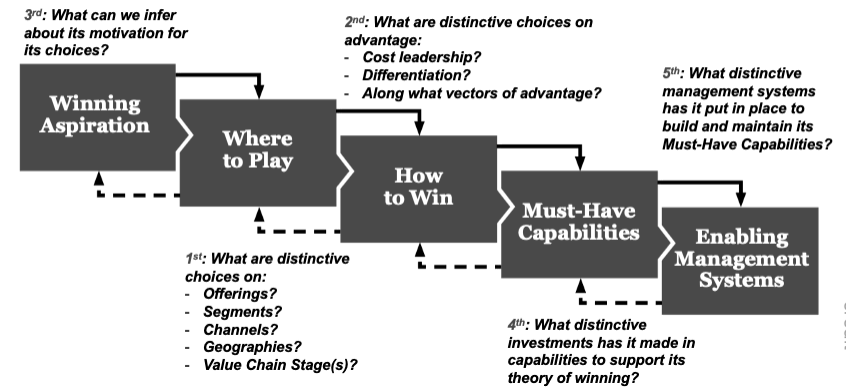 3rd: What can we infer
about its motivation for
its choices?
2nd: What are distinctive choices on
advantage:
- Cost leadership?
- Differentiation?
- Along what vectors of advantage?
5th: What distinctive
management systems
has it put in place to
build and maintain its
Must-Have Capabilities?
Winning
Aspiration
Where
to Play
How
to Win
Must-Have
Capabilities
Enabling
Management
Systems
1st: What are distinctive
choices on:
- Offerings?
- Segments?
- Channels?
- Geographies?
- Value Chain Stage(s)?
4th: What distinctive
investments has it made in
capabilities to support its
theory of winning?